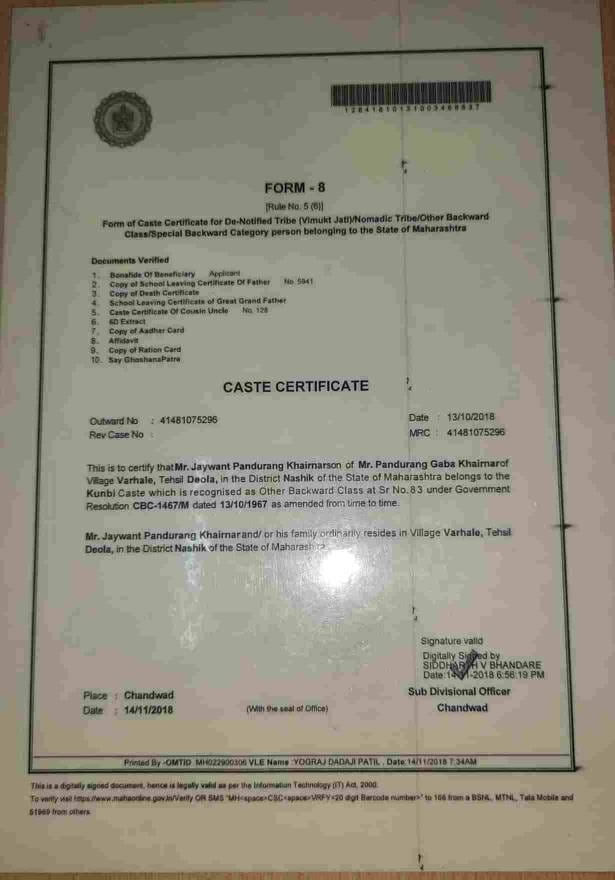 12841810131003468837
FORM - 8
[Rule No. 5 (6)]
Form of Caste Certificate for De-Notified Tribe (Vimukt Jati)/Nomadic Tribe/Other Backward
Class/Special Backward Category person belonging to the State of Maharashtra
Documents Verified
1. Bonafide Of Beneficiary Applicant
2. Copy of School Leaving Certificate Of Father No. 5941
3. Copy of Death Certificate
4. School Leaving Certificate of Great Grand Father
5. Caste Certificate Of Cousin Uncle No. 128
6. 6D Extract
7. Copy of Aadhar Card
8. Affidavit
9. Copy of Ration Card
10. Say GhoshanaPatra
CASTE CERTIFICATE
Outward No : 41481075296 Date : 13/10/2018
Rev Case No : MRC : 41481075296
This is to certify that Mr. Jaywant Pandurang Khairnarson of Mr. Pandurang Gaba Khairnarof
Village Varhale, Tehsil Deola, in the District Nashik of the State of Maharashtra belongs to the
Kunbi Caste which is recognised as Other Backward Class at Sr No.83 under Government
Resolution CBC-1467/M dated 13/10/1967 as amended from time to time.
Mr. Jaywant Pandurang Khairnarand/ or his family ordinarily resides in Village Varhale, Tehsil
Deola, in the District Nashik of the State of Maharashtra.
Signature valid
Digitally Signed by
SIDDHARTH V BHANDARE
Date:14-11-2018 6:56:19 PM
Place : Chandwad Sub Divisional Officer
Date : 14/11/2018 (With the seal of Office) Chandwad
Printed By -OMTID MH022900306 VLE Name :YOGRAJ DADAJI PATIL , Date:14/11/2018 7:34AM
This is a digitally signed document, hence is legally valid as per the Information Technology (IT) Act, 2000.
To verify visit https://www.mahaonline.gov.in/Verify OR SMS "MH<space>CSC<space>VRFY<20 digit Barcode number>" to 166 from a BSNL, MTNL, Tata Mobile and
51969 from others.